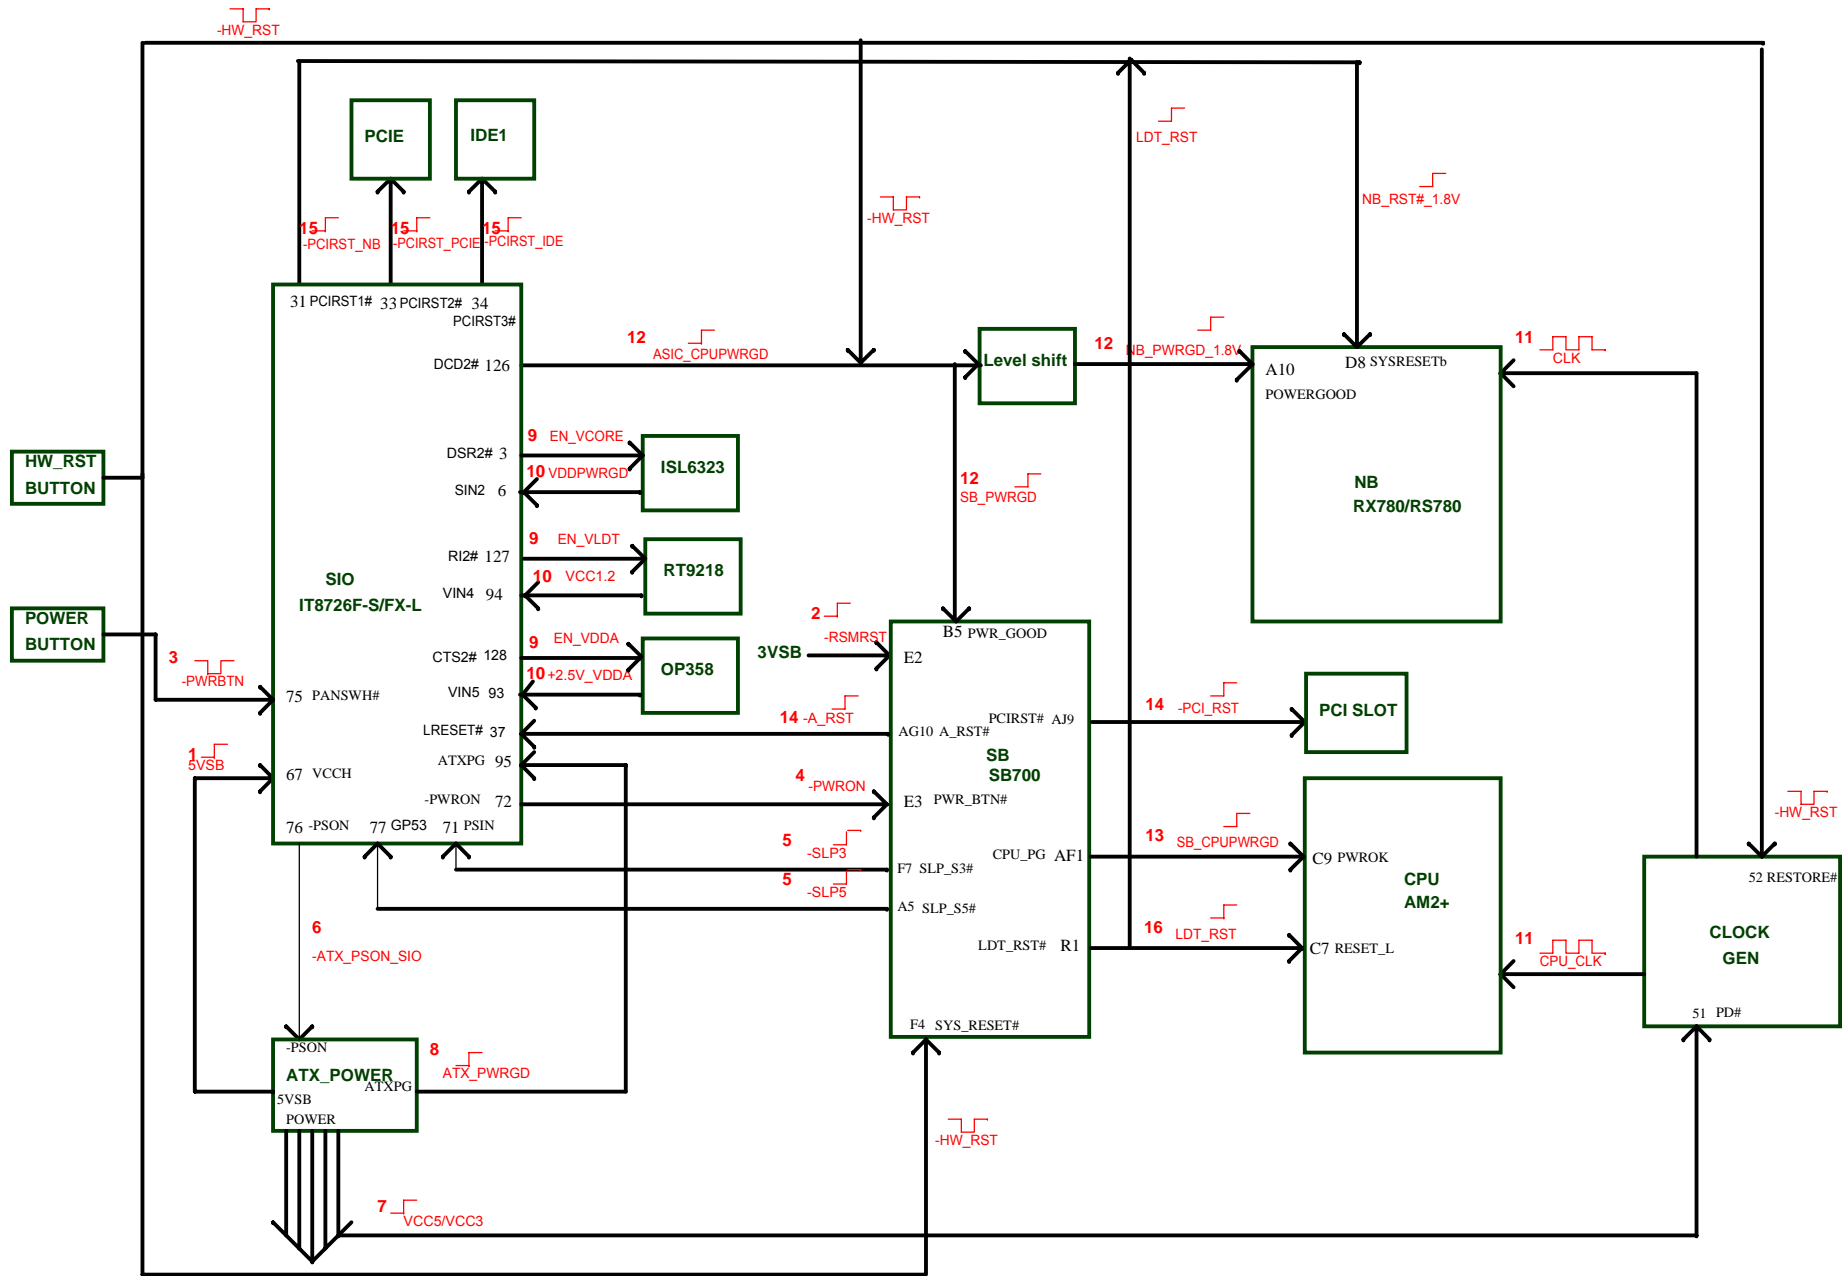 -HW_RST
LDT_RST
PCIE
IDE1
NB_RST#_1.8V
-HW_RST
15
-PCIRST_NB
15
-PCIRST_PCIE
15
-PCIRST_IDE
31 PCIRST1#
33 PCIRST2#
34
PCIRST3#
DCD2# 126
12
ASIC_CPUPWRGD
Level shift
12
NB_PWRGD_1.8V
A10
POWERGOOD
D8 SYSRESETb
11
CLK
HW_RST
BUTTON
DSR2# 3
9 EN_VCORE
ISL6323
SIN2 6
10 VDDPWRGD
12
SB_PWRGD
NB
RX780/RS780
RI2# 127
9 EN_VLDT
RT9218
VIN4 94
10 VCC1.2
SIO
IT8726F-S/FX-L
POWER
BUTTON
3
-PWRBTN
75 PANSWH#
CTS2# 128
9 EN_VDDA
OP358
VIN5 93
10 +2.5V_VDDA
2
-RSMRST
3VSB
E2
B5 PWR_GOOD
LRESET# 37
14 -A_RST
AG10 A_RST#
PCIRST# AJ9
14 -PCI_RST
PCI SLOT
1
5VSB
67 VCCH
ATXPG 95
SB
SB700
-PWRON 72
4
-PWRON
E3 PWR_BTN#
76 -PSON
77 GP53
71 PSIN
5
-SLP3
F7 SLP_S3#
5
-SLP5
A5 SLP_S5#
CPU_PG AF1
13 SB_CPUPWRGD
C9 PWROK
CPU
AM2+
-HW_RST
52 RESTORE#
CLOCK
GEN
LDT_RST# R1
16 LDT_RST
C7 RESET_L
11
CPU_CLK
51 PD#
6
-ATX_PSON_SIO
F4 SYS_RESET#
-PSON
ATX_POWER
ATXPG
5VSB
POWER
8
ATX_PWRGD
-HW_RST
7
VCC5/VCC3